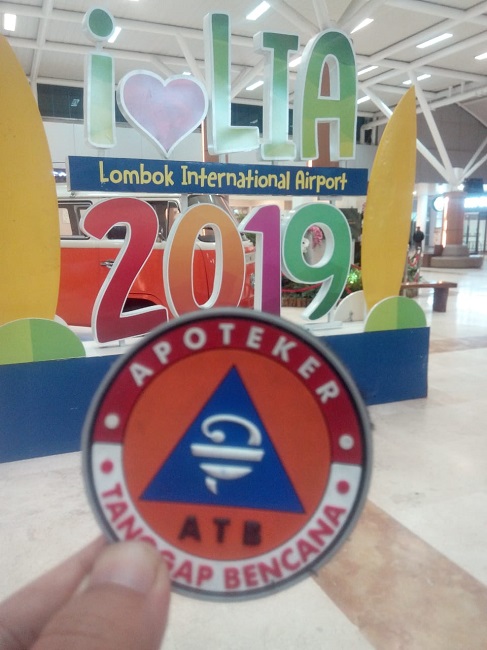 i LIA
Lombok International Airport
2019
APOTEKER
ATB
TANGGAP BENCANA